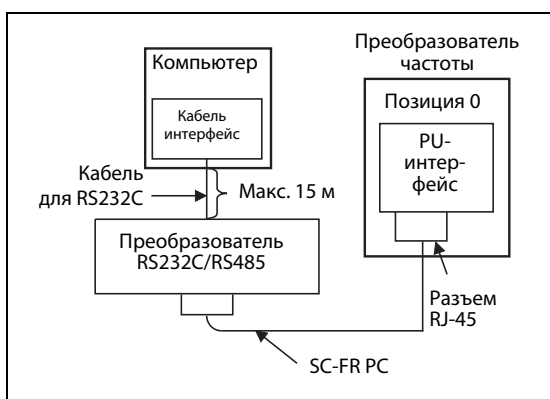 Преобразователь
частоты
Компьютер
Кабель
интерфейс
Позиция 0
PU-
интер-
фейс
Кабель
для RS232C
Макс. 15 м
Преобразователь
RS232C/RS485
Разъем
RJ-45
SC-FR PC